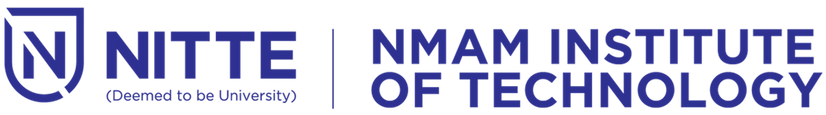 N NITTE
(Deemed to be University)
NMAM INSTITUTE
OF TECHNOLOGY